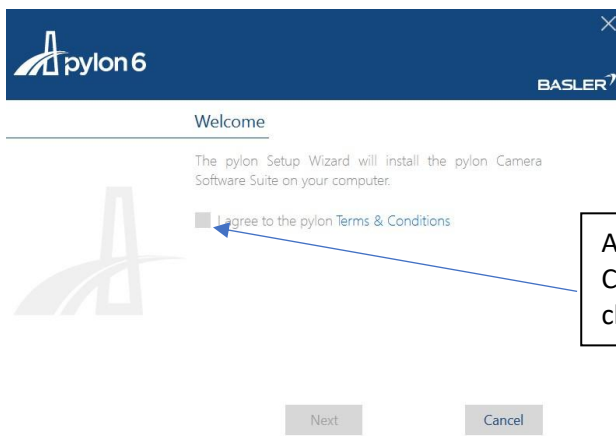 pylon 6
BASLER
Welcome
The pylon Setup Wizard will install the pylon Camera
Software Suite on your computer.
I agree to the pylon Terms & Conditions
Next
Cancel